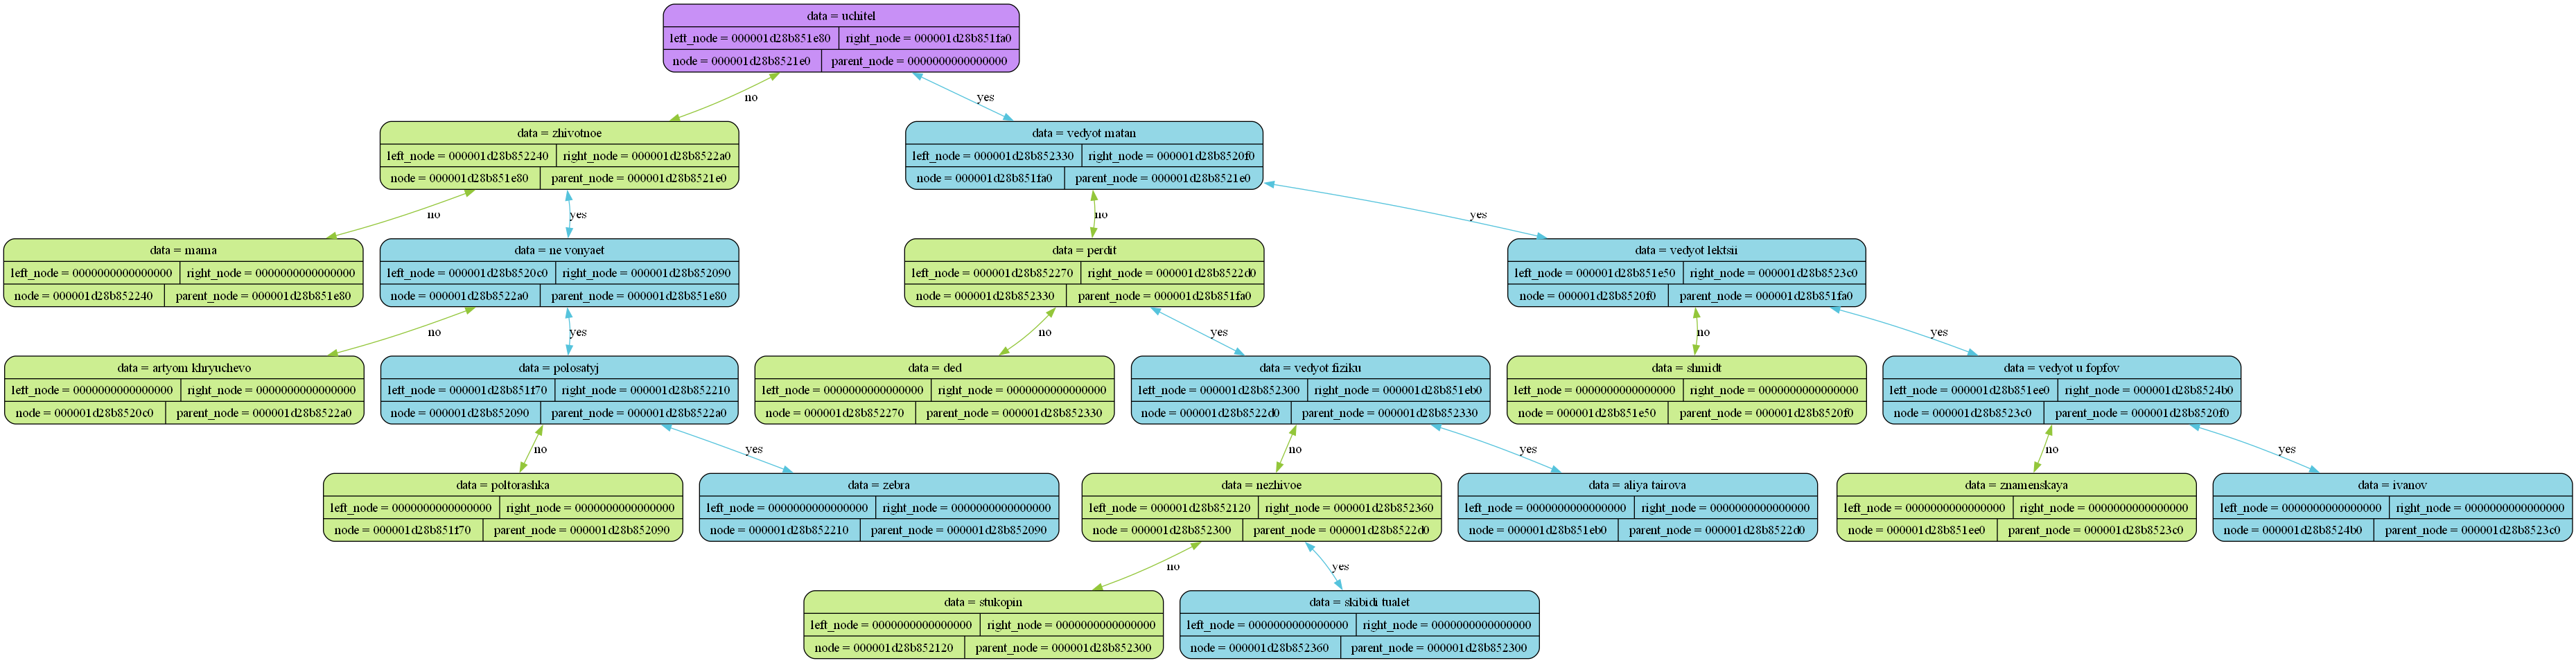 data = uchitel
left_node = 000001d28b851e80 right_node = 000001d28b851fa0
node = 000001d28b8521e0 parent_node = 0000000000000000
no
yes
data = zhivotnoe
left_node = 000001d28b852240 right_node = 000001d28b8522a0
node = 000001d28b851e80 parent_node = 000001d28b8521e0
data = vedyot matan
left_node = 000001d28b852330 right_node = 000001d28b8520f0
node = 000001d28b851fa0 parent_node = 000001d28b8521e0
no
yes
no
yes
data = mama
left_node = 0000000000000000 right_node = 0000000000000000
node = 000001d28b852240 parent_node = 000001d28b851e80
data = ne vonyaet
left_node = 000001d28b8520c0 right_node = 000001d28b852090
node = 000001d28b8522a0 parent_node = 000001d28b851e80
data = perdit
left_node = 000001d28b852270 right_node = 000001d28b8522d0
node = 000001d28b852330 parent_node = 000001d28b851fa0
data = vedyot lektsii
left_node = 000001d28b851e50 right_node = 000001d28b8523c0
node = 000001d28b8520f0 parent_node = 000001d28b851fa0
no
yes
no
yes
no
yes
data = artyom khryuchevo
left_node = 0000000000000000 right_node = 0000000000000000
node = 000001d28b8520c0 parent_node = 000001d28b8522a0
data = polosatyj
left_node = 000001d28b851f70 right_node = 000001d28b852210
node = 000001d28b852090 parent_node = 000001d28b8522a0
data = ded
left_node = 0000000000000000 right_node = 0000000000000000
node = 000001d28b852270 parent_node = 000001d28b852330
data = vedyot fiziku
left_node = 000001d28b852300 right_node = 000001d28b851eb0
node = 000001d28b8522d0 parent_node = 000001d28b852330
data = shmidt
left_node = 0000000000000000 right_node = 0000000000000000
node = 000001d28b851e50 parent_node = 000001d28b8520f0
data = vedyot u fopfov
left_node = 000001d28b851ee0 right_node = 000001d28b8524b0
node = 000001d28b8523c0 parent_node = 000001d28b8520f0
no
yes
no
yes
no
yes
data = poltorashka
left_node = 0000000000000000 right_node = 0000000000000000
node = 000001d28b851f70 parent_node = 000001d28b852090
data = zebra
left_node = 0000000000000000 right_node = 0000000000000000
node = 000001d28b852210 parent_node = 000001d28b852090
data = nezhivoe
left_node = 000001d28b852120 right_node = 000001d28b852360
node = 000001d28b852300 parent_node = 000001d28b8522d0
data = aliya tairova
left_node = 0000000000000000 right_node = 0000000000000000
node = 000001d28b851eb0 parent_node = 000001d28b8522d0
data = znamenskaya
left_node = 0000000000000000 right_node = 0000000000000000
node = 000001d28b851ee0 parent_node = 000001d28b8523c0
data = ivanov
left_node = 0000000000000000 right_node = 0000000000000000
node = 000001d28b8524b0 parent_node = 000001d28b8523c0
no
yes
data = stukopin
left_node = 0000000000000000 right_node = 0000000000000000
node = 000001d28b852120 parent_node = 000001d28b852300
data = skibidi tualet
left_node = 0000000000000000 right_node = 0000000000000000
node = 000001d28b852360 parent_node = 000001d28b852300